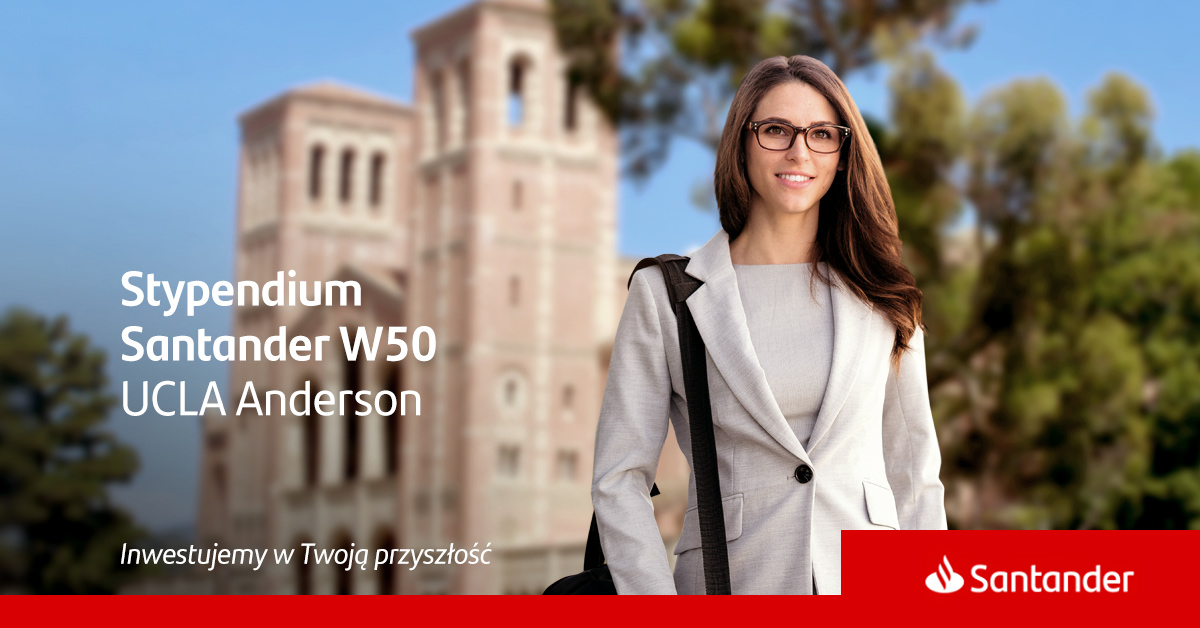 Stypendium
Santander W50
UCLA Anderson
Inwestujemy w Twoją przyszłość
Santander